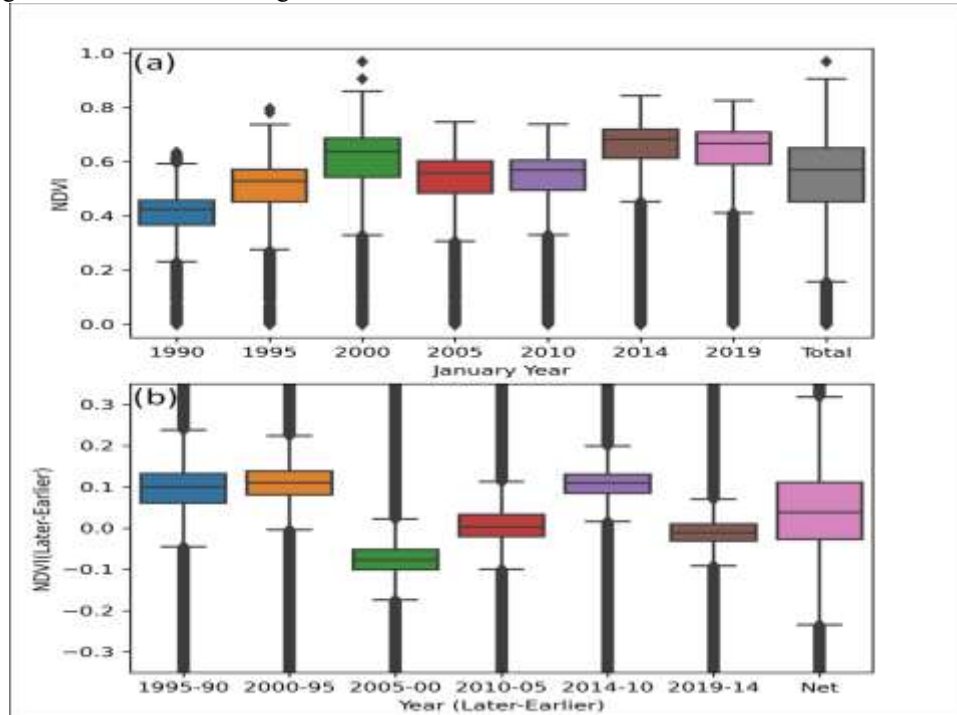 (a)
1.0
0.8
0.6
0.4
0.2
0.0
NDVI
1990 1995 2000 2005 2010 2014 2019 Total
January Year
(b)
0.3
0.2
0.1
0.0
−0.1
−0.2
−0.3
NDVI(Later-Earlier)
1995-90 2000-95 2005-00 2010-05 2014-10 2019-14 Net
Year (Later-Earlier)